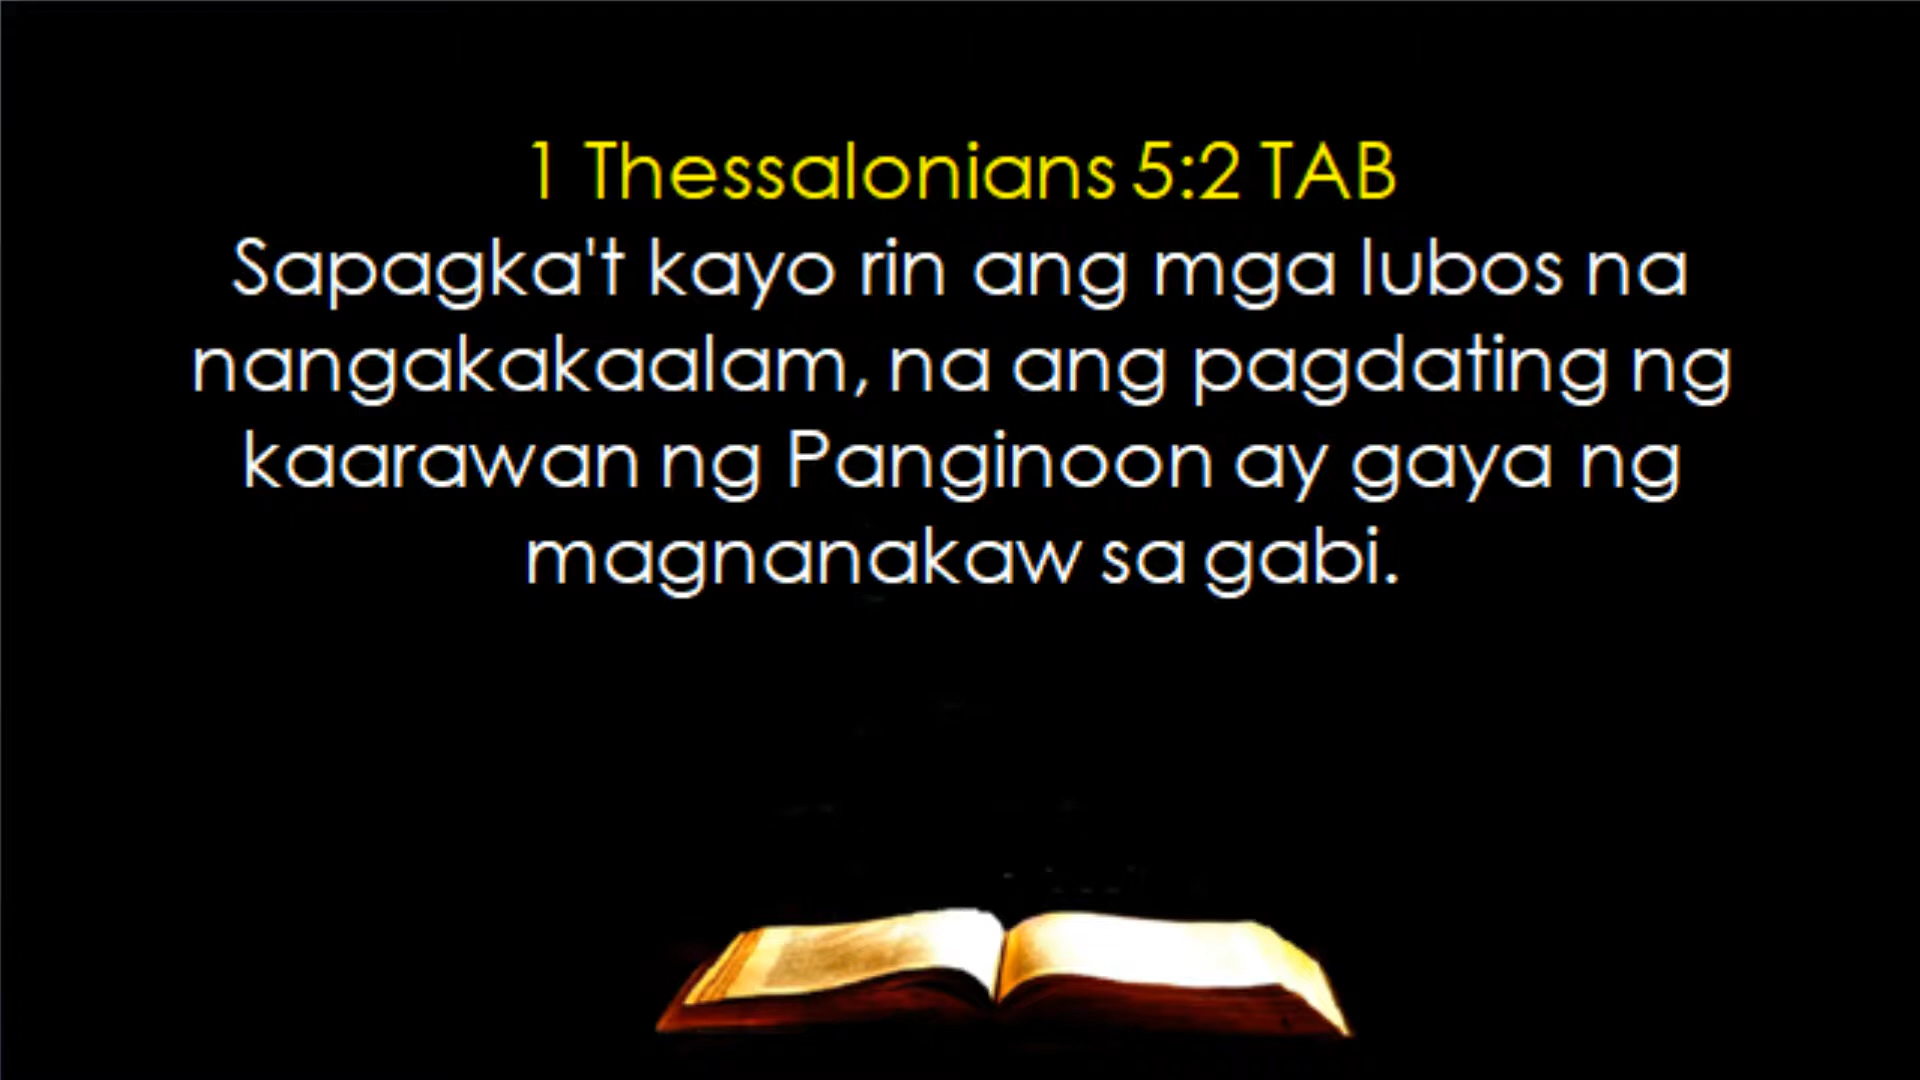 1 Thessalonians 5:2 TAB
Sapagka't kayo rin ang mga lubos na
nangakakaalam, na ang pagdating ng
kaarawan ng Panginoon ay gaya ng
magnanakaw sa gabi.